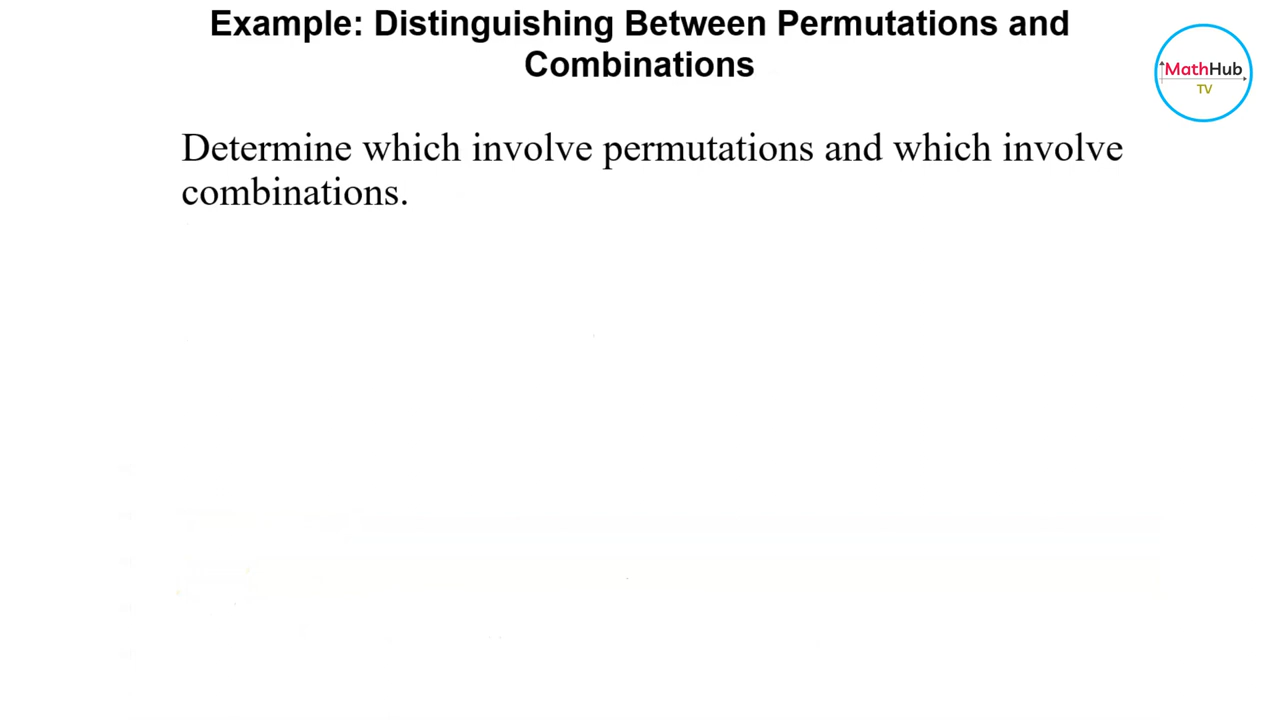 Example: Distinguishing Between Permutations and
Combinations
MathHub
TV
Determine which involve permutations and which involve
combinations.